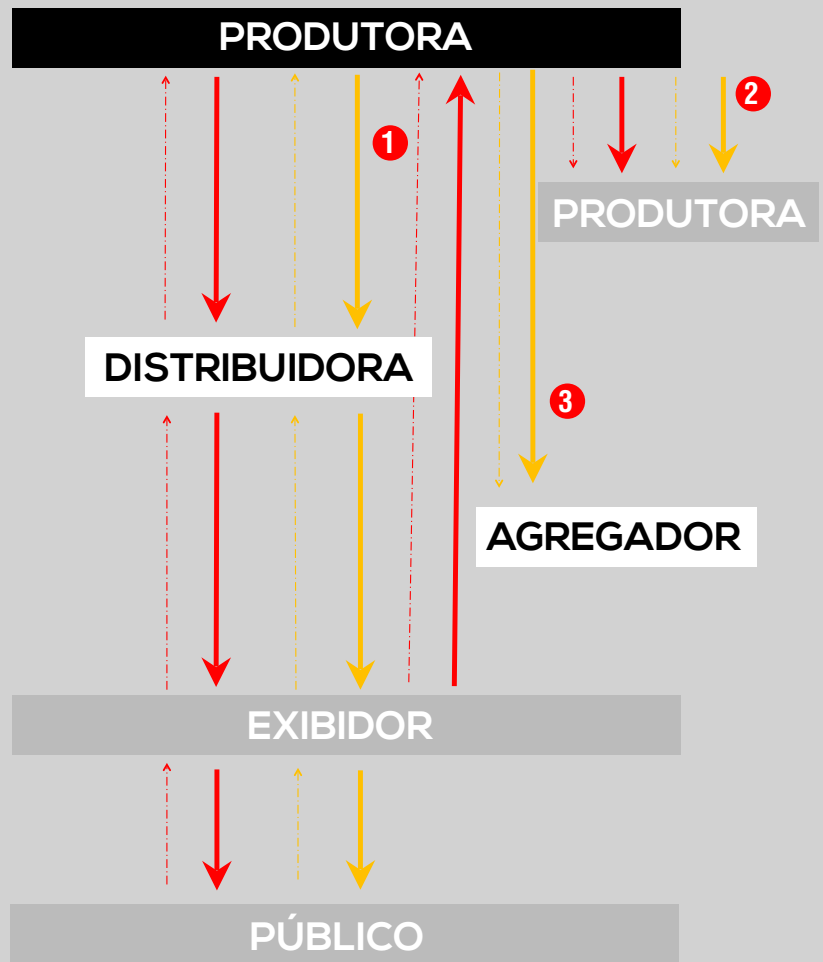 PRODUTORA
2
1
PRODUTORA
DISTRIBUIDORA
3
AGREGADOR
EXIBIDOR
PÚBLICO